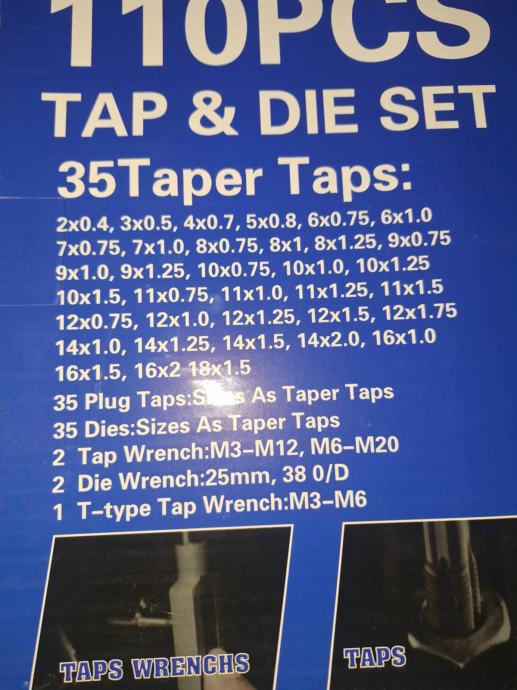 110PCS
TAP & DIE SET
35Taper Taps:
2x0.4, 3x0.5, 4x0.7, 5x0.8, 6x0.75, 6x1.0
7x0.75, 7x1.0, 8x0.75, 8x1, 8x1.25, 9x0.75
9x1.0, 9x1.25, 10x0.75, 10x1.0, 10x1.25
10x1.5, 11x0.75, 11x1.0, 11x1.25, 11x1.5
12x0.75, 12x1.0, 12x1.25, 12x1.5, 12x1.75
14x1.0, 14x1.25, 14x1.5, 14x2.0, 16x1.0
16x1.5, 16x2 18x1.5
35 Plug Taps:Sizes As Taper Taps
35 Dies:Sizes As Taper Taps
2 Tap Wrench:M3-M12, M6-M20
2 Die Wrench:25mm, 38 O/D
1 T-type Tap Wrench:M3-M6
TAPS WRENCHS
TAPS